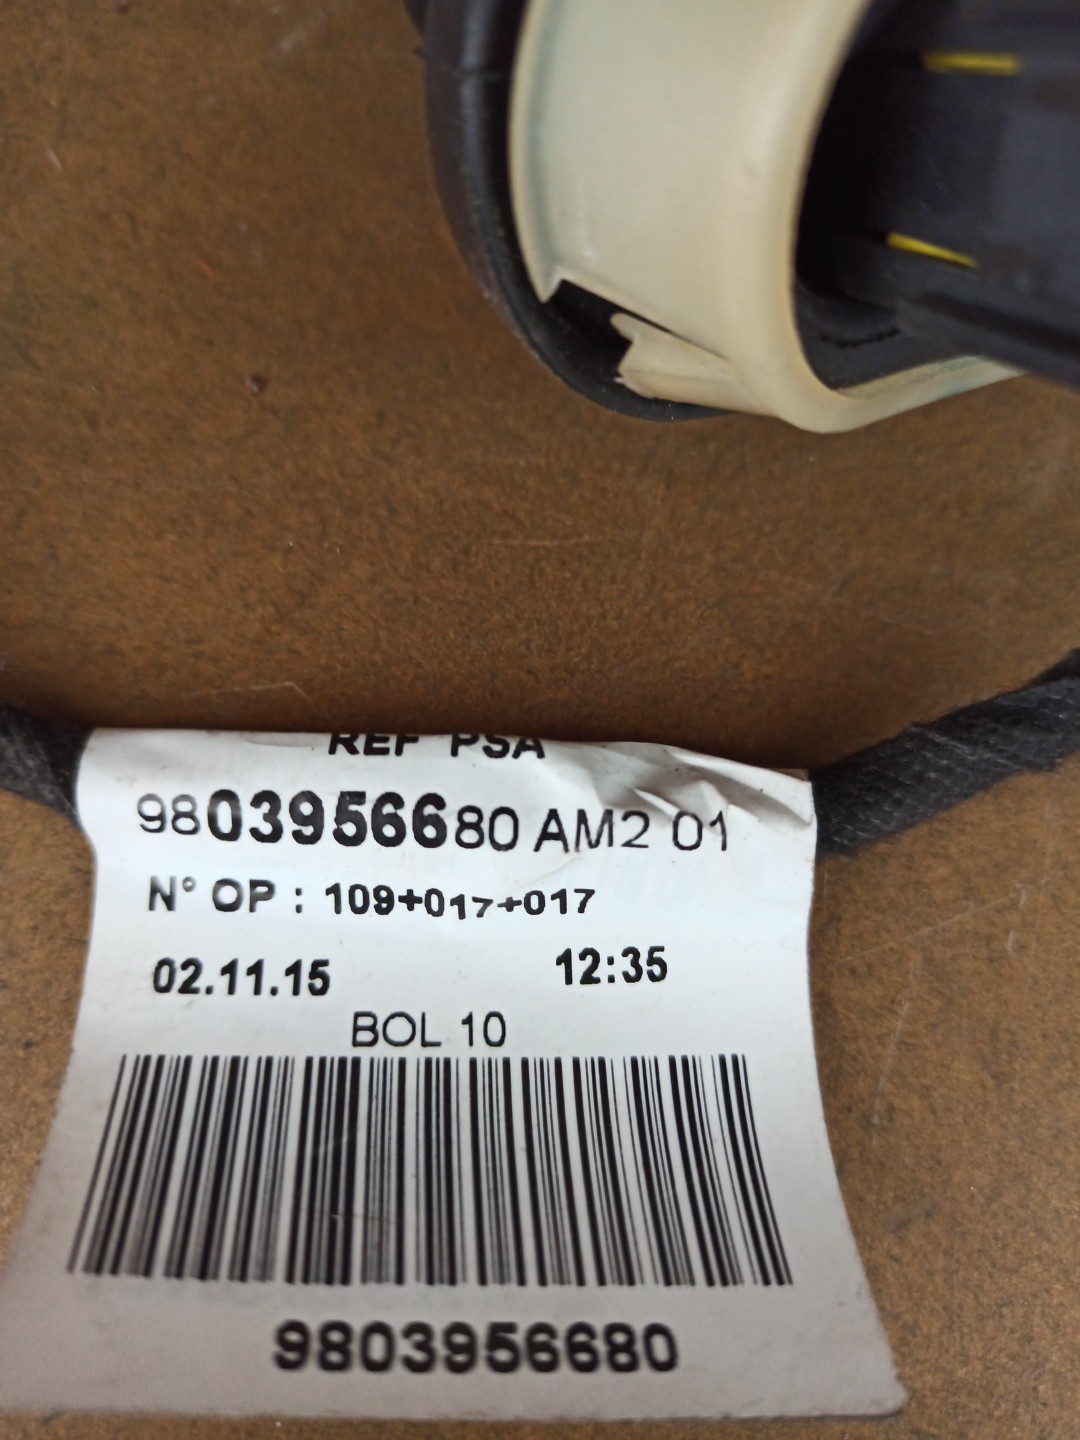 REF PSA
9803956680 AM2 01
N° OP : 109+017+017
02.11.15 12:35
BOL 10
9803956680